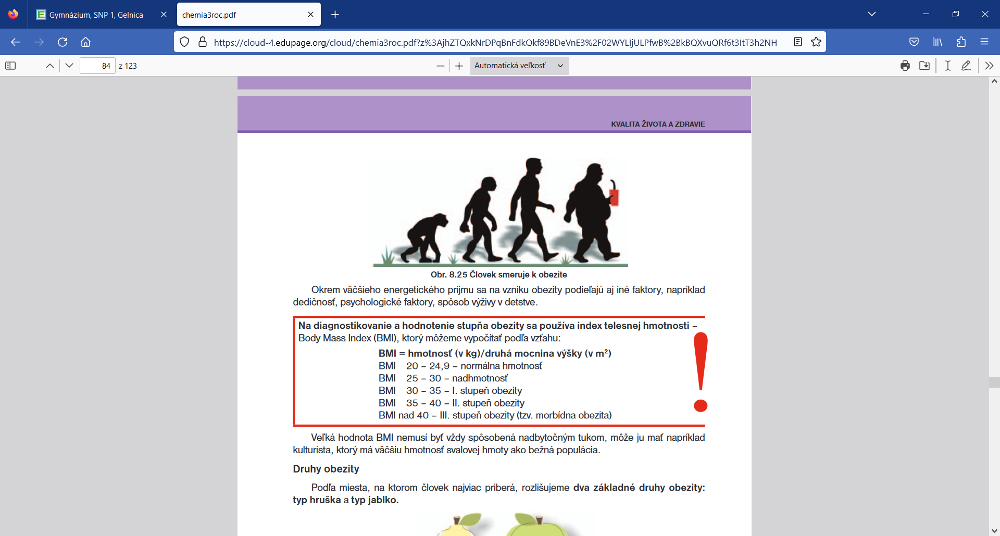 Gymnázium, SNP 1, Gelnica
chemia3roc.pdf
https://cloud-4.edupage.org/cloud/chemia3roc.pdf?z%3AjhZTQxkNrDPqBnFdkQkf89BDeVnE3%2F02WYLIjULPfwB%2BkBQXvuQRf6t3ItT3h2NH
84 z 123
Automatická veľkosť
KVALITA ŽIVOTA A ZDRAVIE
Obr. 8.25 Človek smeruje k obezite
Okrem väčšieho energetického príjmu sa na vzniku obezity podieľajú aj iné faktory, napríklad
dedičnosť, psychologické faktory, spôsob výživy v detstve.
Na diagnostikovanie a hodnotenie stupňa obezity sa používa index telesnej hmotnosti –
Body Mass Index (BMI), ktorý môžeme vypočítať podľa vzťahu:
BMI = hmotnosť (v kg)/druhá mocnina výšky (v m²)
BMI 20 – 24,9 – normálna hmotnosť
BMI 25 – 30 – nadhmotnosť
BMI 30 – 35 – I. stupeň obezity
BMI 35 – 40 – II. stupeň obezity
BMI nad 40 – III. stupeň obezity (tzv. morbídna obezita)
!
Veľká hodnota BMI nemusí byť vždy spôsobená nadbytočným tukom, môže ju mať napríklad
kulturista, ktorý má väčšiu hmotnosť svalovej hmoty ako bežná populácia.
Druhy obezity
Podľa miesta, na ktorom človek najviac priberá, rozlišujeme dva základné druhy obezity:
typ hruška a typ jablko.